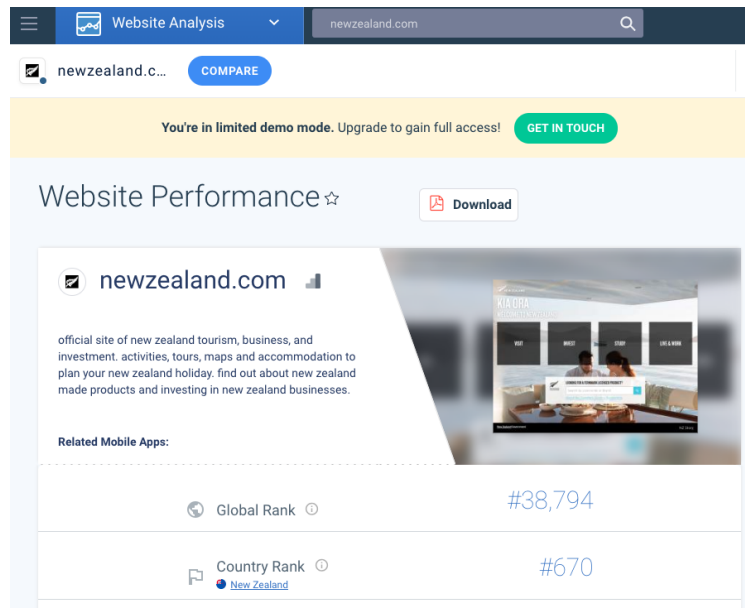 Website Analysis
newzealand.com
newzealand.c...
COMPARE
You're in limited demo mode. Upgrade to gain full access!
GET IN TOUCH
Website Performance
Download
newzealand.com
official site of new zealand tourism, business, and
investment. activities, tours, maps and accommodation to
plan your new zealand holiday. find out about new zealand
made products and investing in new zealand businesses.
Related Mobile Apps:
KIA ORA
VISIT
INVEST
STUDY
LIVE & WORK
Global Rank
#38,794
Country Rank
#670
New Zealand